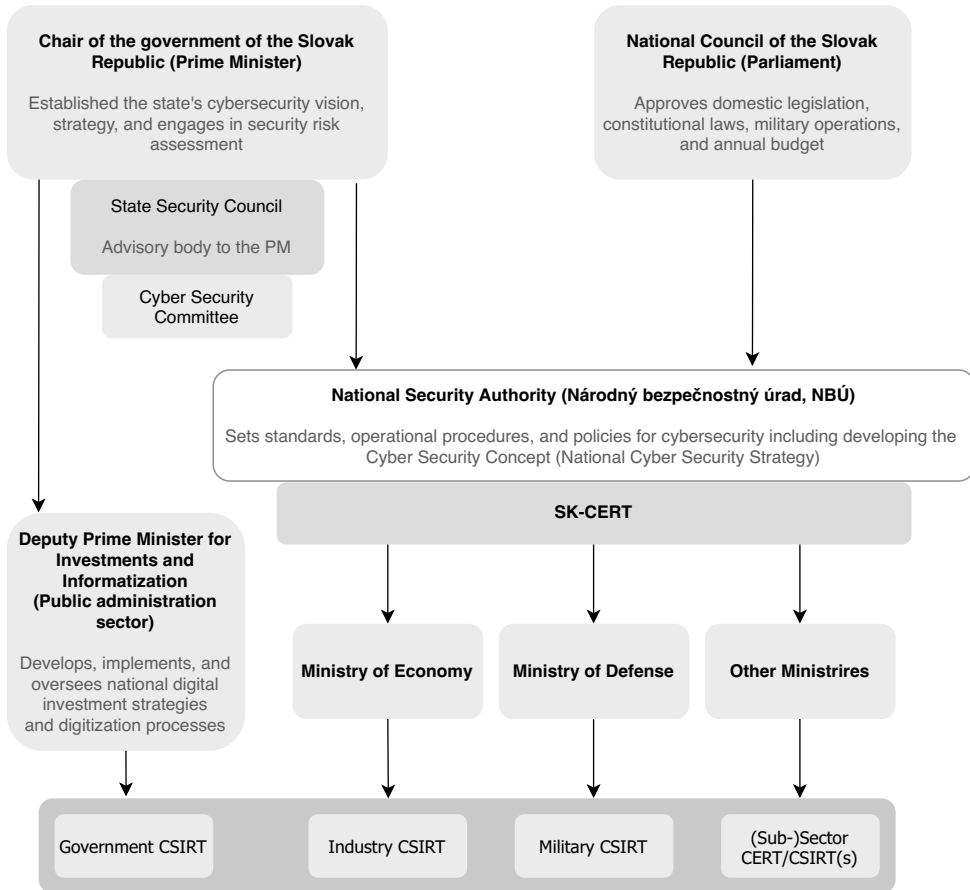 Chair of the government of the Slovak
Republic (Prime Minister)
Established the state's cybersecurity vision,
strategy, and engages in security risk
assessment
National Council of the Slovak
Republic (Parliament)
Approves domestic legislation,
constitutional laws, military operations,
and annual budget
State Security Council
Advisory body to the PM
Cyber Security
Committee
National Security Authority (Národný bezpečnostný úrad, NBÚ)
Sets standards, operational procedures, and policies for cybersecurity including developing the
Cyber Security Concept (National Cyber Security Strategy)
SK-CERT
Deputy Prime Minister for
Investments and
Informatization
(Public administration
sector)
Develops, implements, and
oversees national digital
investment strategies
and digitization processes
Ministry of Economy
Ministry of Defense
Other Ministrires
Government CSIRT
Industry CSIRT
Military CSIRT
(Sub-)Sector
CERT/CSIRT(s)